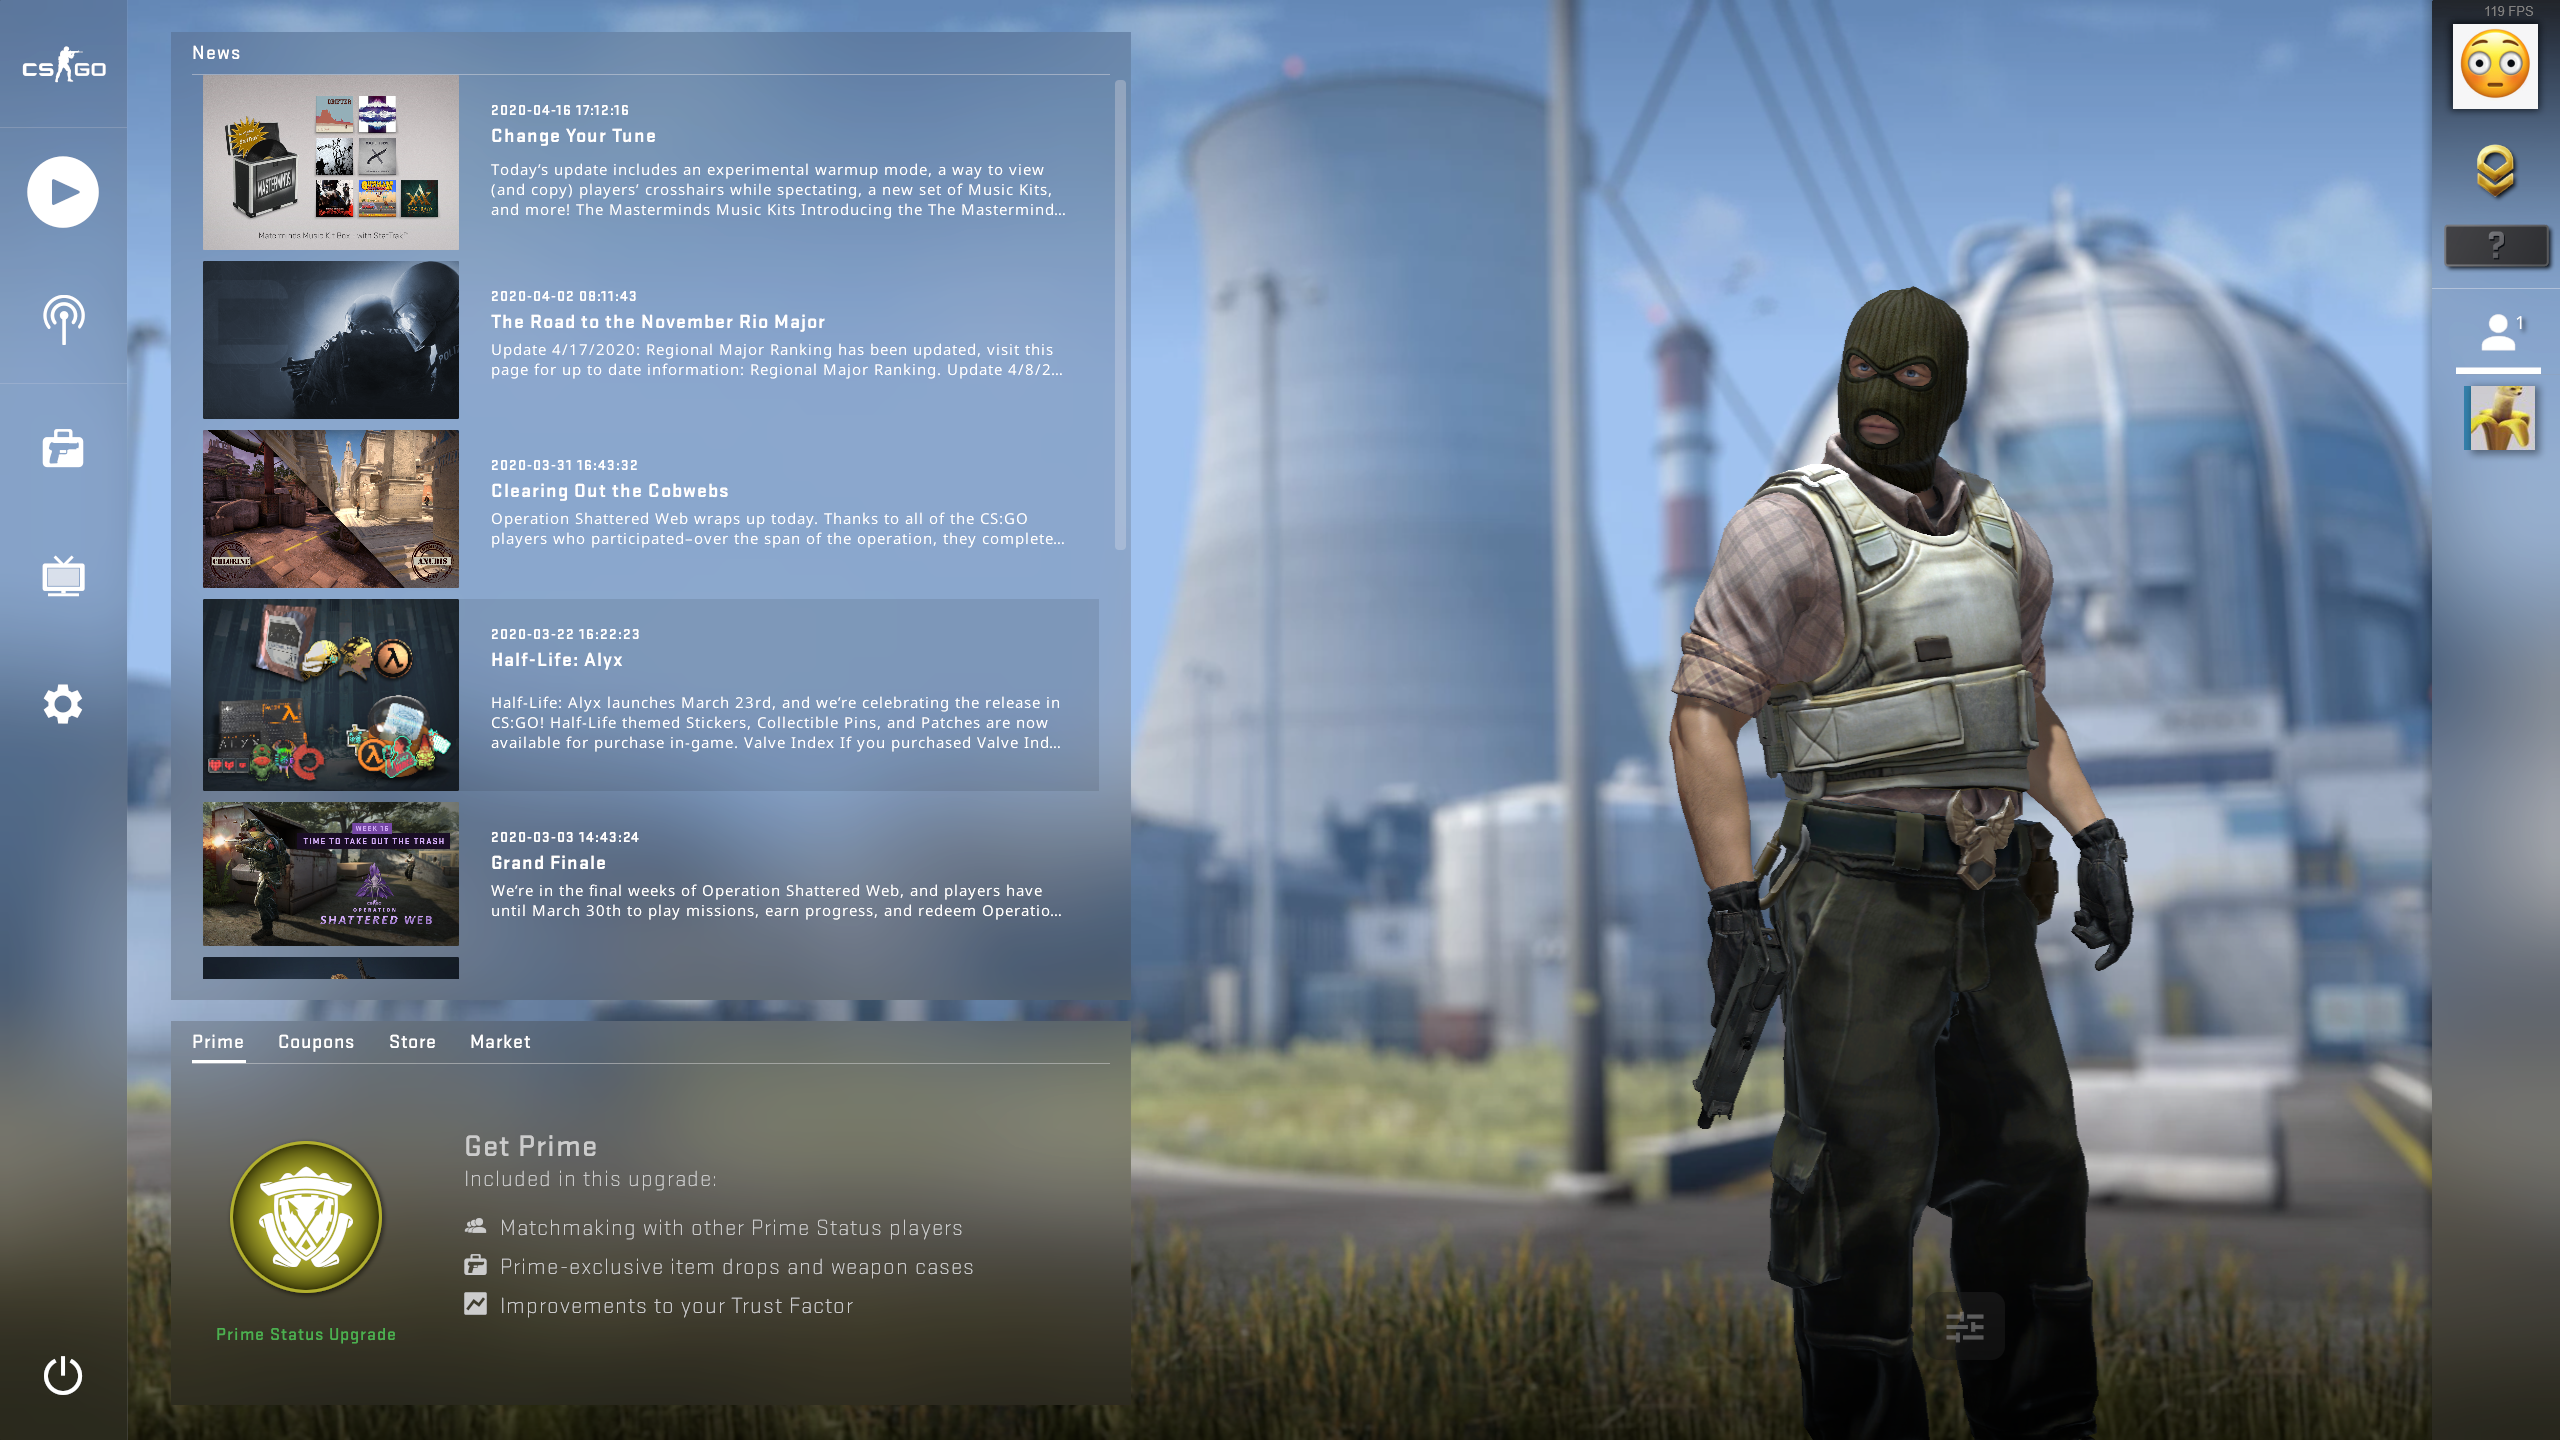 119 FPS
CS GO
News
MASTERMINDS
2020-04-16 17:12:16
Change Your Tune
Today’s update includes an experimental warmup mode, a way to view
(and copy) players’ crosshairs while spectating, a new set of Music Kits,
and more! The Masterminds Music Kits Introducing the The Mastermind...
2020-04-02 08:11:43
The Road to the November Rio Major
Update 4/17/2020: Regional Major Ranking has been updated, visit this
page for up to date information: Regional Major Ranking. Update 4/8/2...
CHLORINE
ANUBIS
2020-03-31 16:43:32
Clearing Out the Cobwebs
Operation Shattered Web wraps up today. Thanks to all of the CS:GO
players who participated–over the span of the operation, they complete...
2020-03-22 16:22:23
Half-Life: Alyx
Half-Life: Alyx launches March 23rd, and we’re celebrating the release in
CS:GO! Half-Life themed Stickers, Collectible Pins, and Patches are now
available for purchase in-game. Valve Index If you purchased Valve Ind...
WEEK 16
TIME TO TAKE OUT THE TRASH
OPERATION
SHATTERED WEB
2020-03-03 14:43:24
Grand Finale
We’re in the final weeks of Operation Shattered Web, and players have
until March 30th to play missions, earn progress, and redeem Operatio...
?
1
Prime Coupons Store Market
Get Prime
Included in this upgrade:
Matchmaking with other Prime Status players
Prime-exclusive item drops and weapon cases
Improvements to your Trust Factor
Prime Status Upgrade